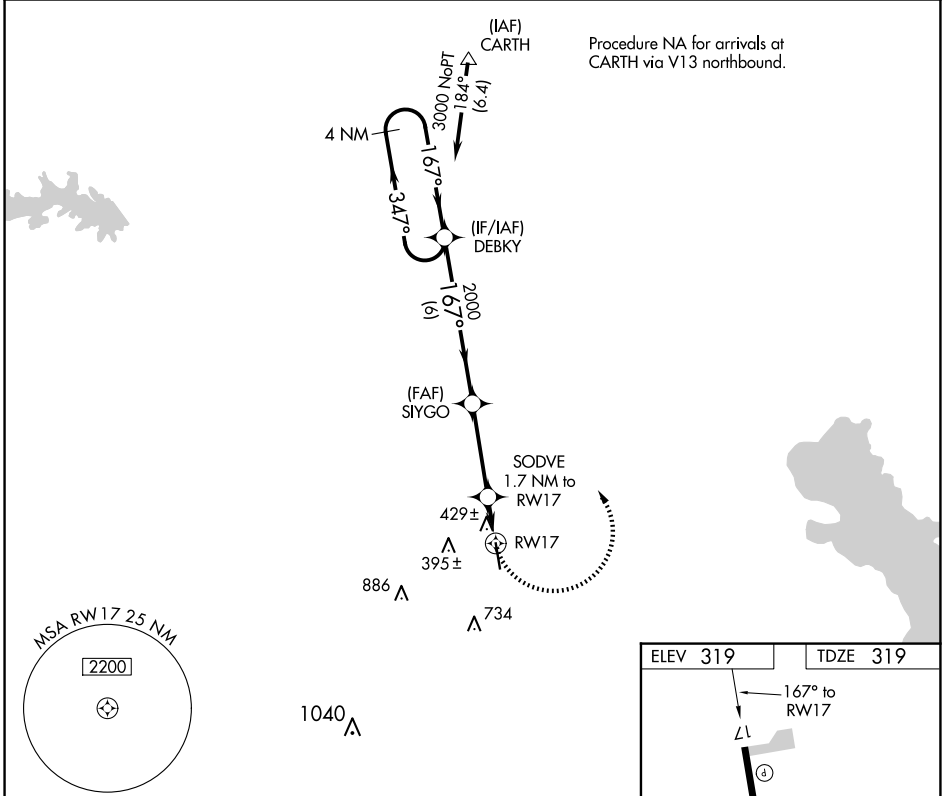 (IAF)
CARTH
Procedure NA for arrivals at
CARTH via V13 northbound.
3000 NoPT
184°
(6.4)
4 NM
167°
347°
(IF/IAF)
DEBKY
2000
167°
(6)
(FAF)
SIYGO
SODVE
1.7 NM to
RW17
429±
RW17
395±
886
734
MSA RW17 25 NM
2200
1040
ELEV 319
TDZE 319
167° to
RW17
17
P